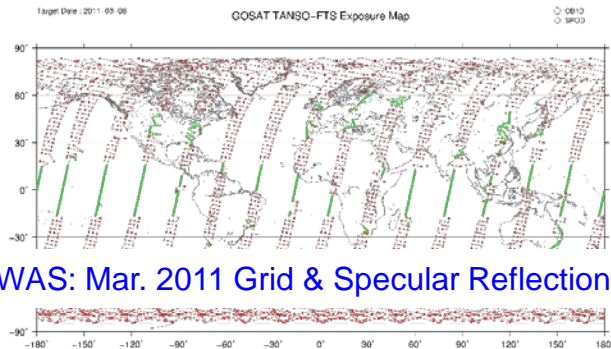 Target Date : 2011-03-08
GOSAT TANSO-FTS Exposure Map
OB1D
SPOD
90°
60°
30°
0°
-30°
WAS: Mar. 2011 Grid & Specular Reflection
-90°
-180 -150° -120° -90° -60° -30° 0° 30° 60° 90° 120° 150° 180